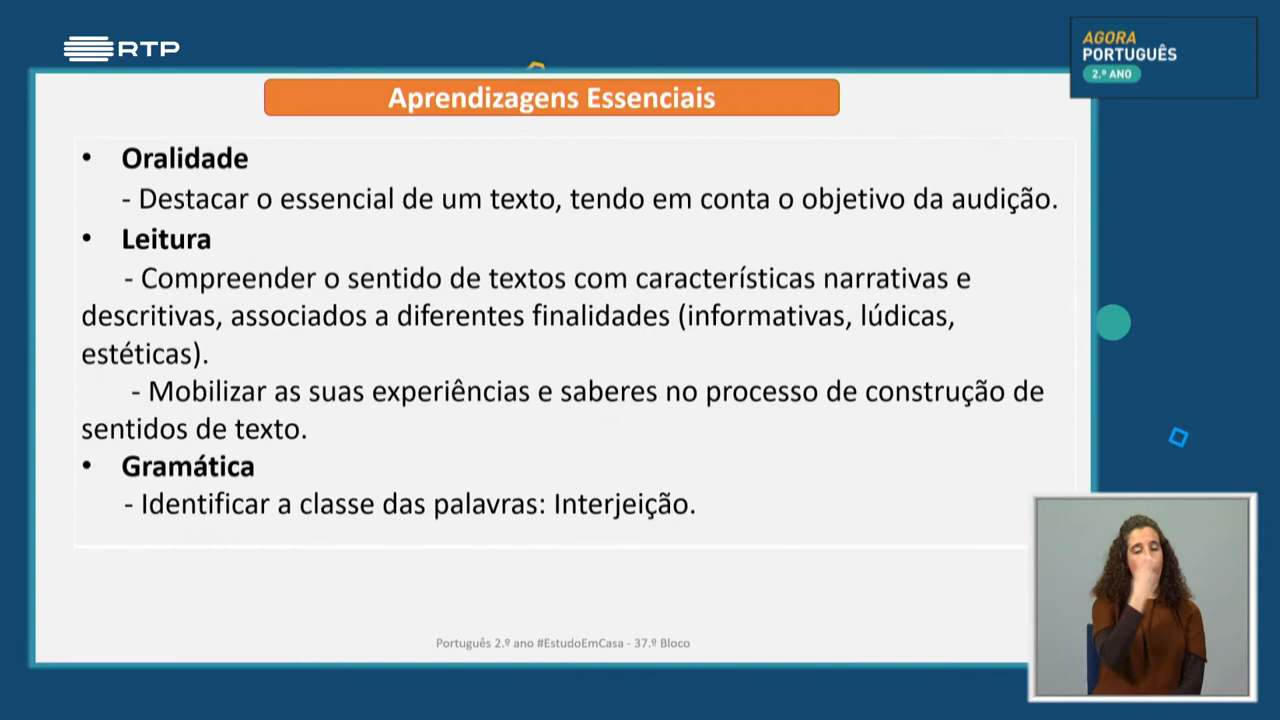 RTP
AGORA
PORTUGUÊS
2.º ANO
Aprendizagens Essenciais
• Oralidade
- Destacar o essencial de um texto, tendo em conta o objetivo da audição.
• Leitura
- Compreender o sentido de textos com características narrativas e
descritivas, associados a diferentes finalidades (informativas, lúdicas,
estéticas).
- Mobilizar as suas experiências e saberes no processo de construção de
sentidos de texto.
• Gramática
- Identificar a classe das palavras: Interjeição.
Português 2.º ano #EstudoEmCasa - 37.º Bloco